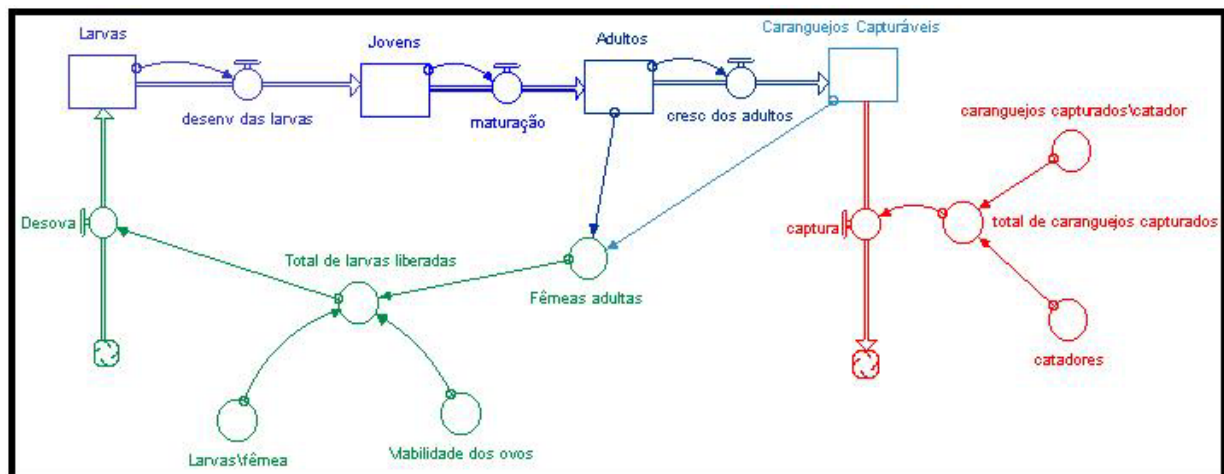 Larvas
Jovens
Adultos
Caranguejos Capturáveis
desenv das larvas
maturação
cresc dos adultos
caranguejos capturados\catador
Desova
captura
total de caranguejos capturados
Total de larvas liberadas
Fêmeas adultas
catadores
Larvas\fêmea
Viabilidade dos ovos